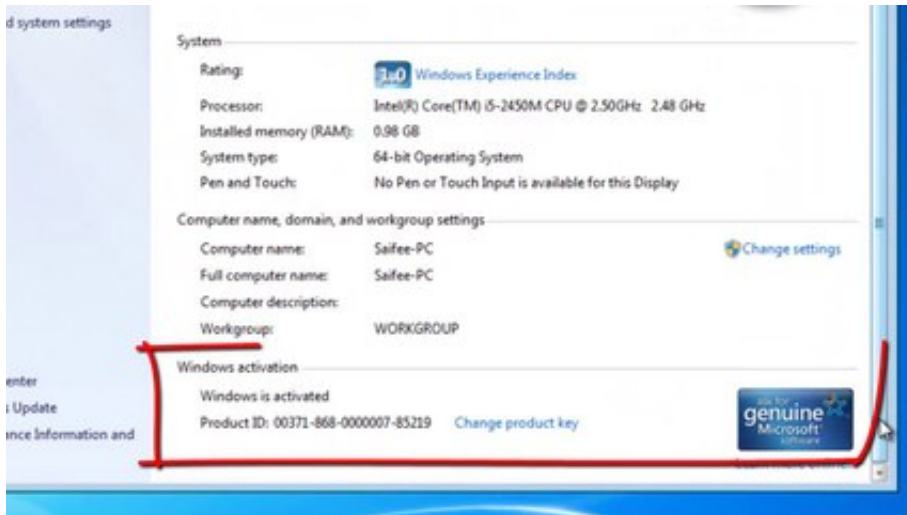 d system settings
System
Rating: 1.0 Windows Experience Index
Processor: Intel(R) Core(TM) i5-2450M CPU @ 2.50GHz 2.48 GHz
Installed memory (RAM): 0.98 GB
System type: 64-bit Operating System
Pen and Touch: No Pen or Touch Input is available for this Display
Computer name, domain, and workgroup settings
Computer name: Saifee-PC Change settings
Full computer name: Saifee-PC
Computer description:
Workgroup: WORKGROUP
Windows activation
enter
Windows is activated
s Update
Product ID: 00371-868-0000007-85219 Change product key
ance Information and
ask for
genuine
Microsoft
software